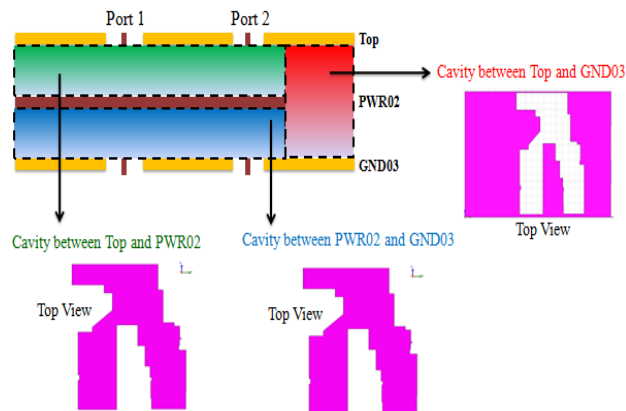 Port 1
Port 2
Top
Cavity between Top and GND03
PWR02
GND03
Top View
Cavity between Top and PWR02
Cavity between PWR02 and GND03
Top View
Top View